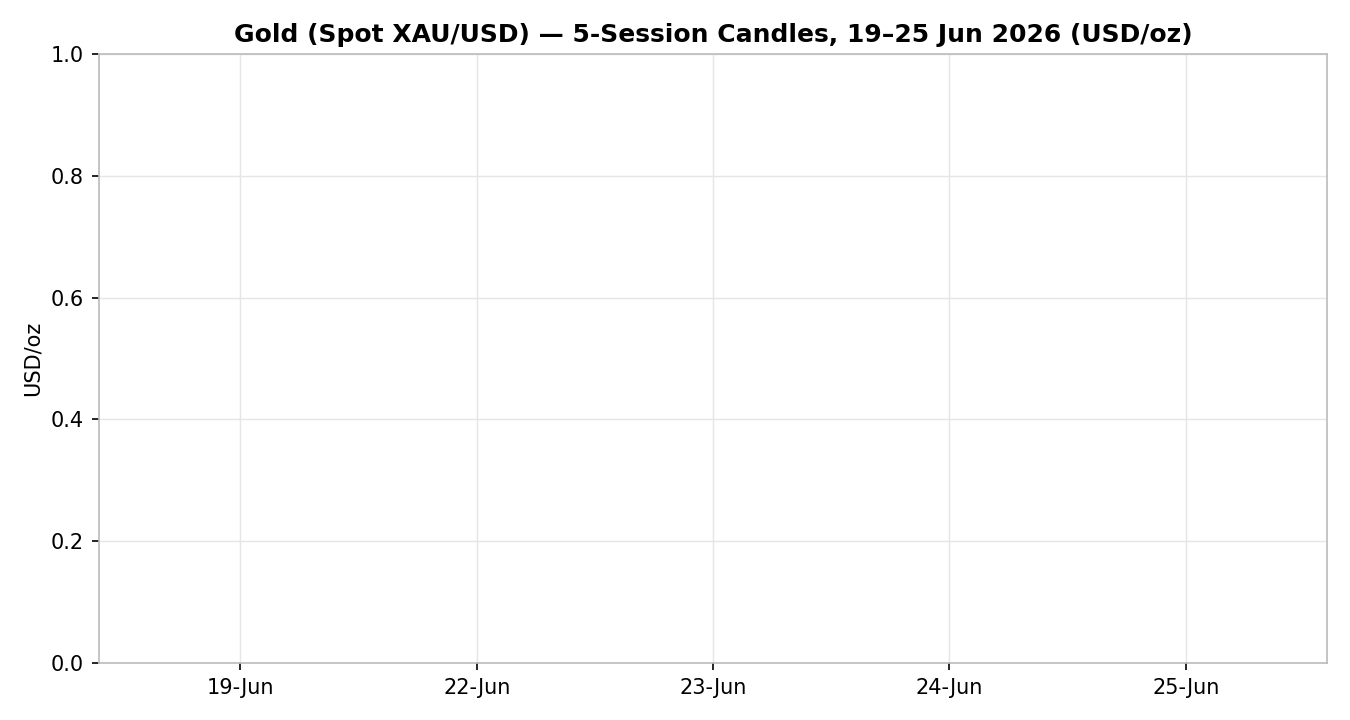 Gold (Spot XAU/USD) — 5-Session Candles, 19–25 Jun 2026 (USD/oz)
1.0
0.8
0.6
0.4
0.2
0.0
USD/oz
19-Jun
22-Jun
23-Jun
24-Jun
25-Jun